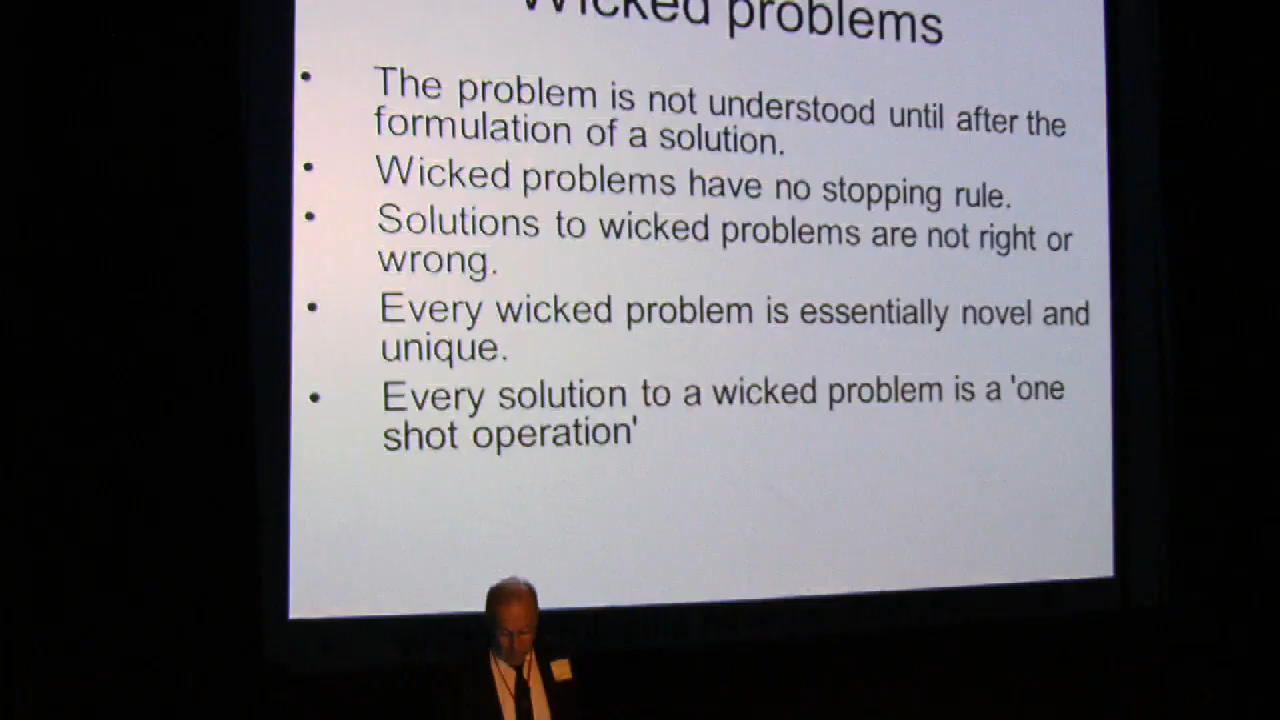 Wicked problems
• The problem is not understood until after the
formulation of a solution.
• Wicked problems have no stopping rule.
• Solutions to wicked problems are not right or
wrong.
• Every wicked problem is essentially novel and
unique.
• Every solution to a wicked problem is a 'one
shot operation'